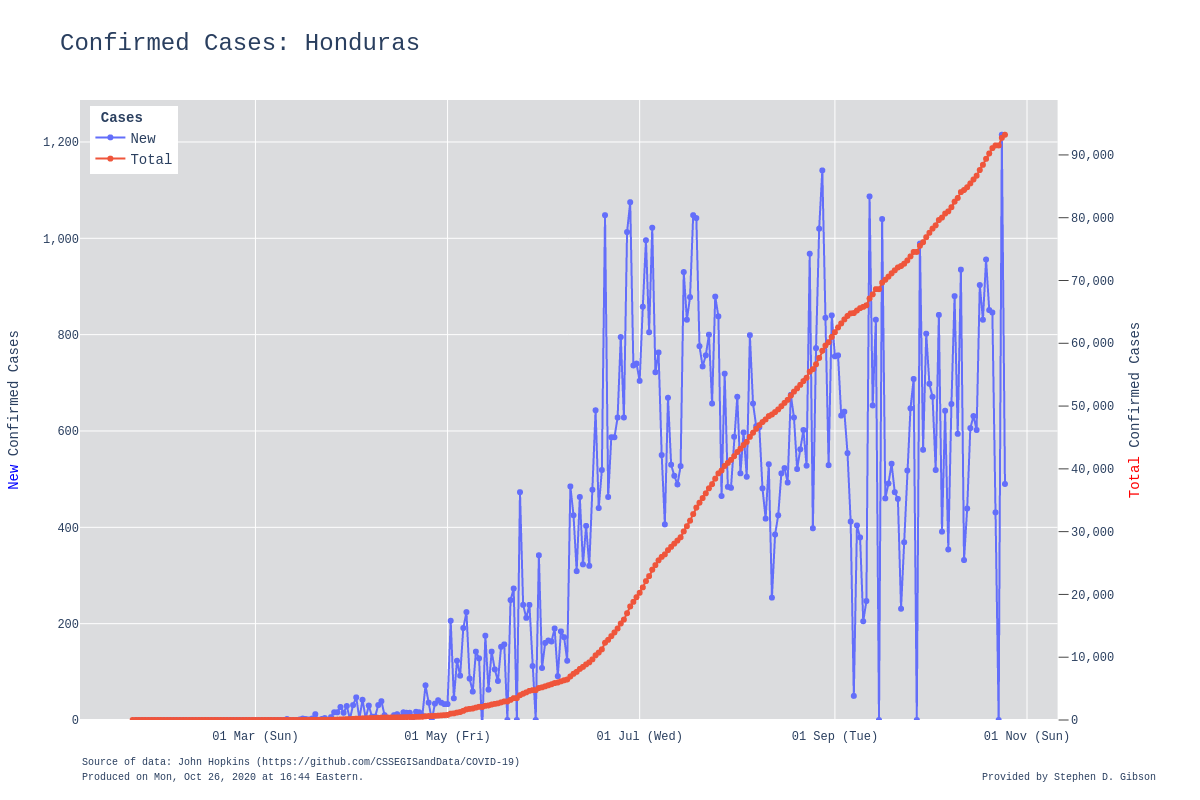 Confirmed Cases: Honduras
Cases
New
Total
1,200
1,000
800
600
400
200
0
90,000
80,000
70,000
60,000
50,000
40,000
30,000
20,000
10,000
0
New Confirmed Cases
Total Confirmed Cases
01 Mar (Sun)
01 May (Fri)
01 Jul (Wed)
01 Sep (Tue)
01 Nov (Sun)
Source of data: John Hopkins (https://github.com/CSSEGISandData/COVID-19)
Produced on Mon, Oct 26, 2020 at 16:44 Eastern.
Provided by Stephen D. Gibson